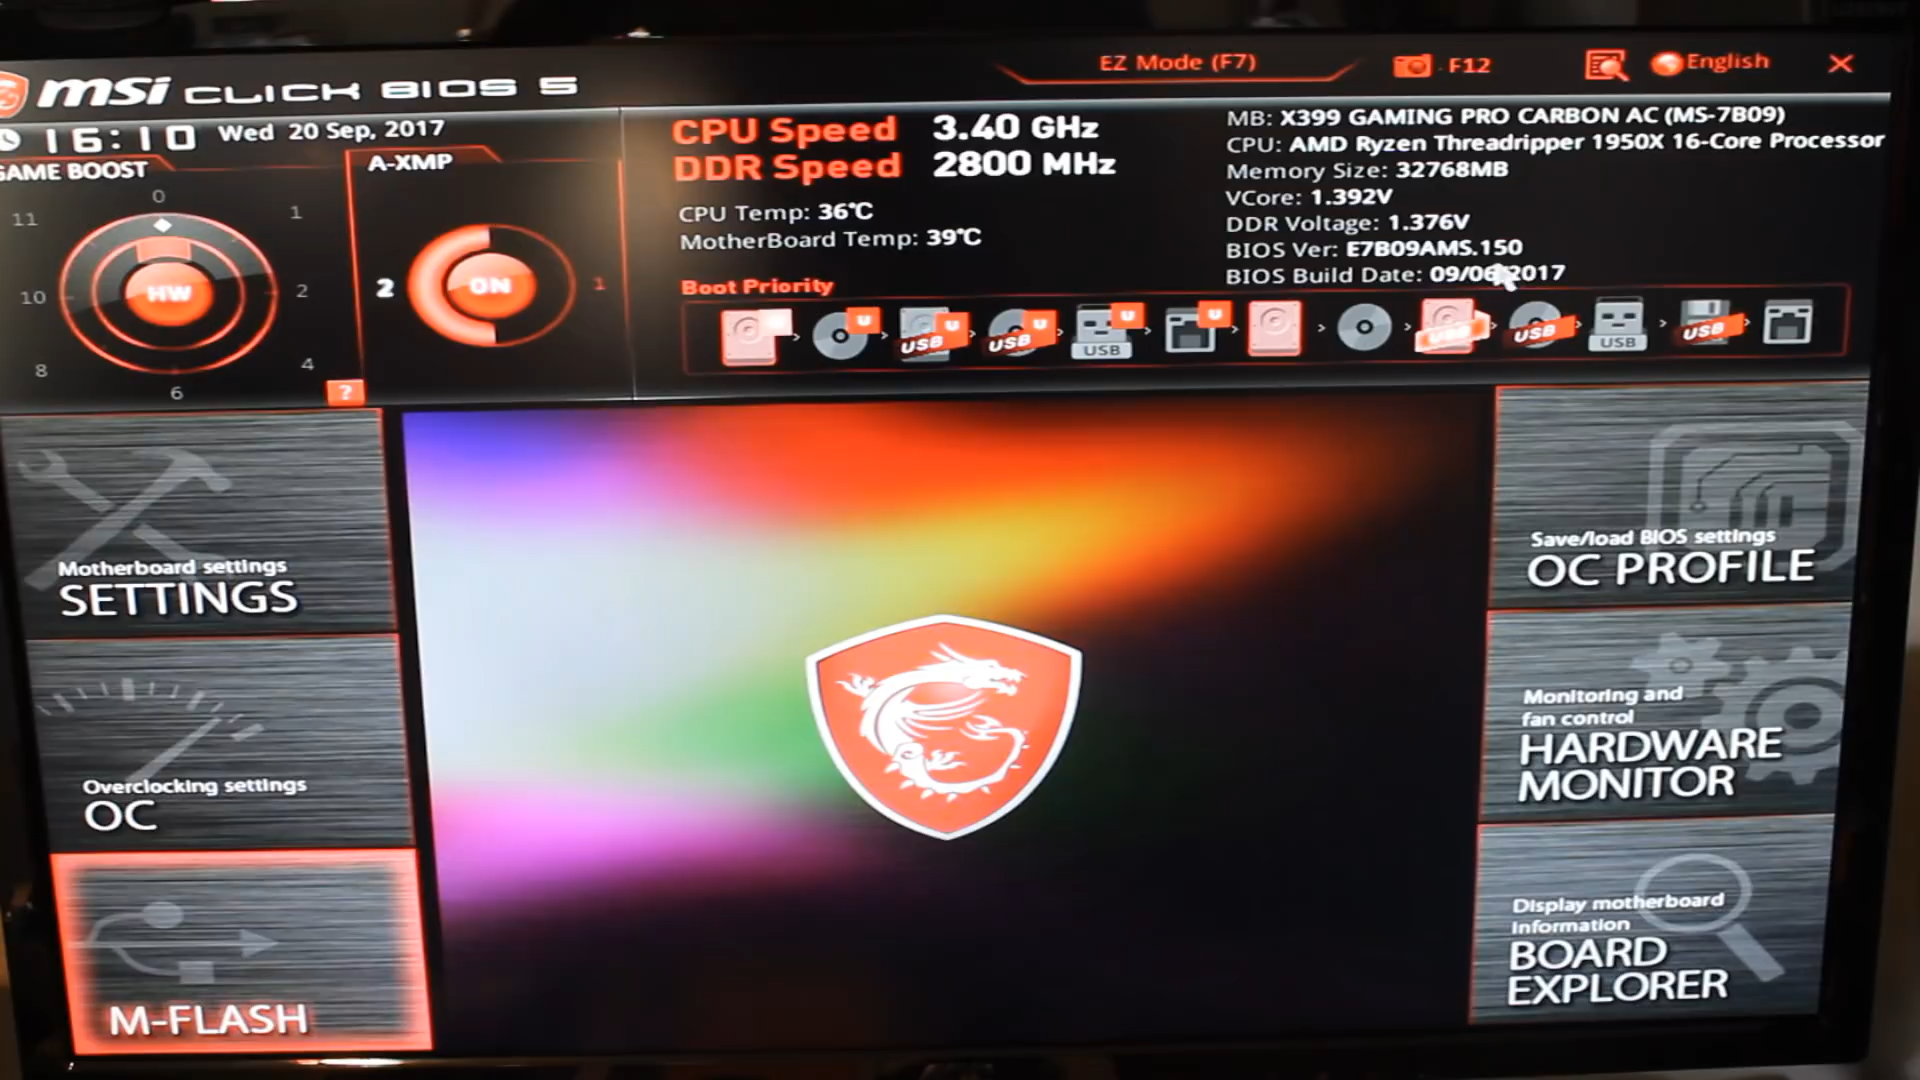 msi CLICK BIOS 5
EZ Mode (F7)
F12
English
X
16:10 Wed 20 Sep, 2017
GAME BOOST
0
1
2
4
6
8
10
11
HW
A-XMP
2
ON
1
?
CPU Speed 3.40 GHz
DDR Speed 2800 MHz
CPU Temp: 36℃
MotherBoard Temp: 39℃
MB: X399 GAMING PRO CARBON AC (MS-7B09)
CPU: AMD Ryzen Threadripper 1950X 16-Core Processor
Memory Size: 32768MB
VCore: 1.392V
DDR Voltage: 1.376V
BIOS Ver: E7B09AMS.150
BIOS Build Date: 09/06/2017
Boot Priority
U
USB U
USB U
USB U
U
USB
USB
USB
USB
Motherboard settings
SETTINGS
Overclocking settings
OC
M-FLASH
Save/load BIOS settings
OC PROFILE
Monitoring and
fan control
HARDWARE
MONITOR
Display motherboard
information
BOARD
EXPLORER